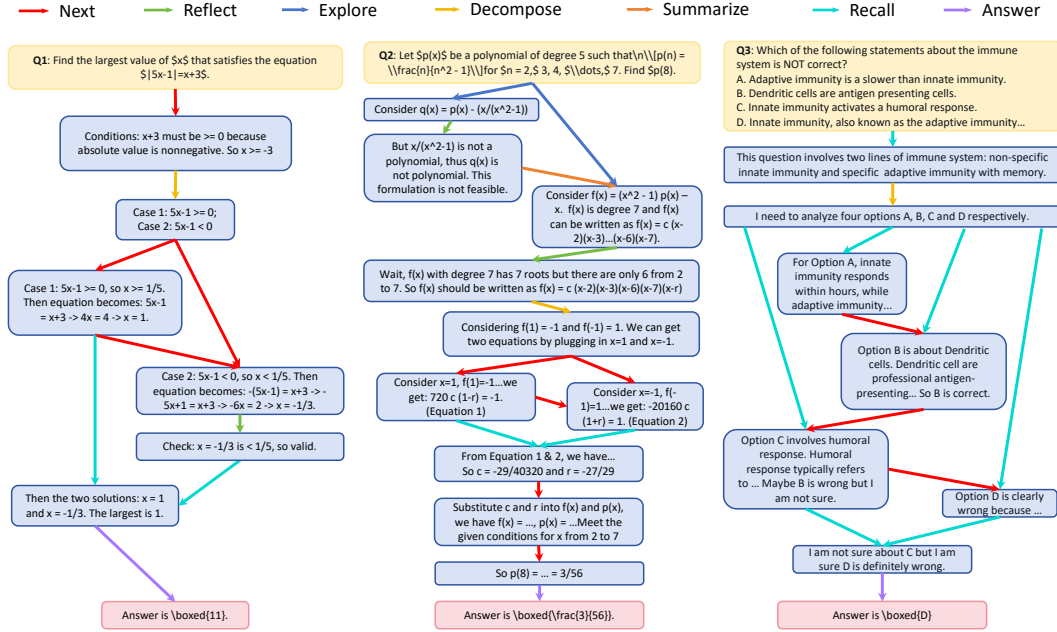 Next Reflect Explore Decompose Summarize Recall Answer
Q1: Find the largest value of $x$ that satisfies the equation
$|5x-1|=x+3$.
Conditions: x+3 must be >= 0 because
absolute value is nonnegative. So x >= -3
Case 1: 5x-1 >= 0;
Case 2: 5x-1 < 0
Case 1: 5x-1 >= 0, so x >= 1/5.
Then equation becomes: 5x-1
= x+3 -> 4x = 4 -> x = 1.
Case 2: 5x-1 < 0, so x < 1/5. Then
equation becomes: -(5x-1) = x+3 -> -
5x+1 = x+3 -> -6x = 2 -> x = -1/3.
Check: x = -1/3 is < 1/5, so valid.
Then the two solutions: x = 1
and x = -1/3. The largest is 1.
Answer is \boxed{11}.
Q2: Let $p(x)$ be a polynomial of degree 5 such that\n\\[p(n) =
\\frac{n}{n^2 - 1}\\]for $n = 2,$ 3, 4, $\\dots,$ 7. Find $p(8).
Consider q(x) = p(x) - (x/(x^2-1))
But x/(x^2-1) is not a
polynomial, thus q(x) is
not polynomial. This
formulation is not feasible.
Consider f(x) = (x^2 - 1) p(x) –
x. f(x) is degree 7 and f(x)
can be written as f(x) = c (x-
2)(x-3)...(x-6)(x-7).
Wait, f(x) with degree 7 has 7 roots but there are only 6 from 2
to 7. So f(x) should be written as f(x) = c (x-2)(x-3)(x-6)(x-7)(x-r)
Considering f(1) = -1 and f(-1) = 1. We can get
two equations by plugging in x=1 and x=-1.
Consider x=1, f(1)=-1...we
get: 720 c (1-r) = -1.
(Equation 1)
Consider x=-1, f(-
1)=1...we get: -20160 c
(1+r) = 1. (Equation 2)
From Equation 1 & 2, we have...
So c = -29/40320 and r = -27/29
Substitute c and r into f(x) and p(x),
we have f(x) = ..., p(x) = ...Meet the
given conditions for x from 2 to 7
So p(8) = ... = 3/56
Answer is \boxed{\frac{3}{56}}.
Q3: Which of the following statements about the immune
system is NOT correct?
A. Adaptive immunity is a slower than innate immunity.
B. Dendritic cells are antigen presenting cells.
C. Innate immunity activates a humoral response.
D. Innate immunity, also known as the adaptive immunity...
This question involves two lines of immune system: non-specific
innate immunity and specific adaptive immunity with memory.
I need to analyze four options A, B, C and D respectively.
For Option A, innate
immunity responds
within hours, while
adaptive immunity...
Option B is about Dendritic
cells. Dendritic cell are
professional antigen-
presenting... So B is correct.
Option C involves humoral
response. Humoral
response typically refers
to ... Maybe B is wrong but I
am not sure.
Option D is clearly
wrong because ...
I am not sure about C but I am
sure D is definitely wrong.
Answer is \boxed{D}